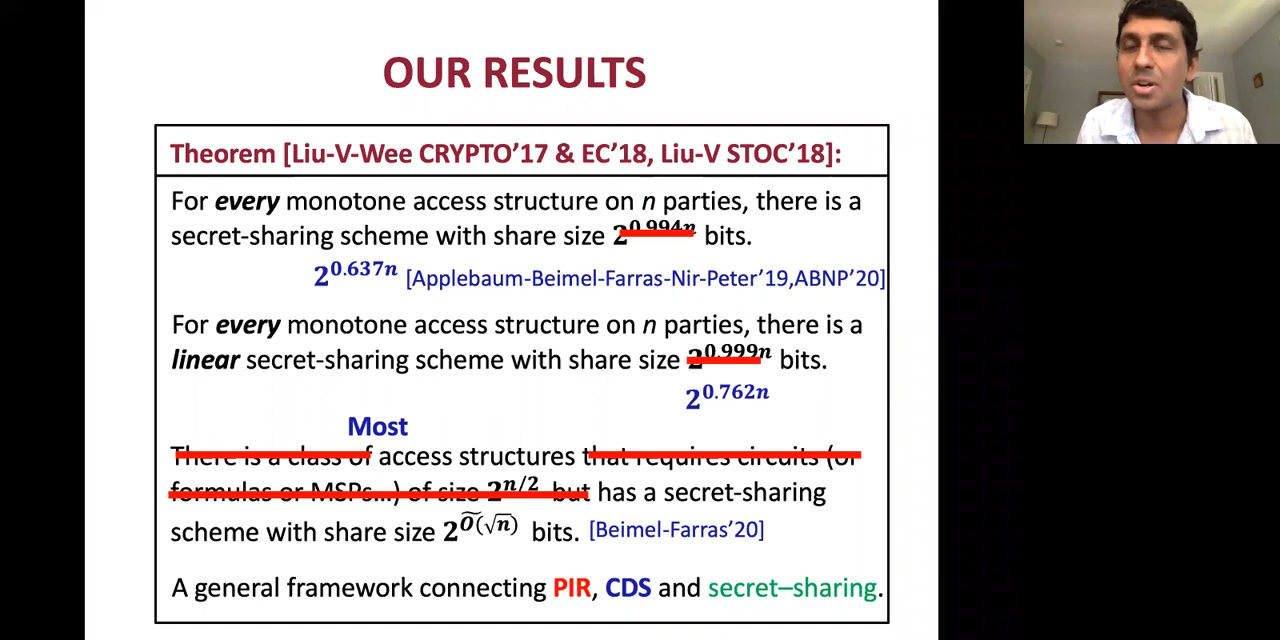 OUR RESULTS
Theorem [Liu-V-Wee CRYPTO'17 & EC'18, Liu-V STOC'18]:
For every monotone access structure on n parties, there is a
secret-sharing scheme with share size 2^0.994n bits.
2^0.637n [Applebaum-Beimel-Farras-Nir-Peter'19,ABNP'20]
For every monotone access structure on n parties, there is a
linear secret-sharing scheme with share size 2^0.999n bits.
2^0.762n
Most
There is a class of access structures that requires circuits (or
formulas or MSPs...) of size 2^n/2 but has a secret-sharing
scheme with share size 2^Õ(√n) bits. [Beimel-Farras'20]
A general framework connecting PIR, CDS and secret–sharing.